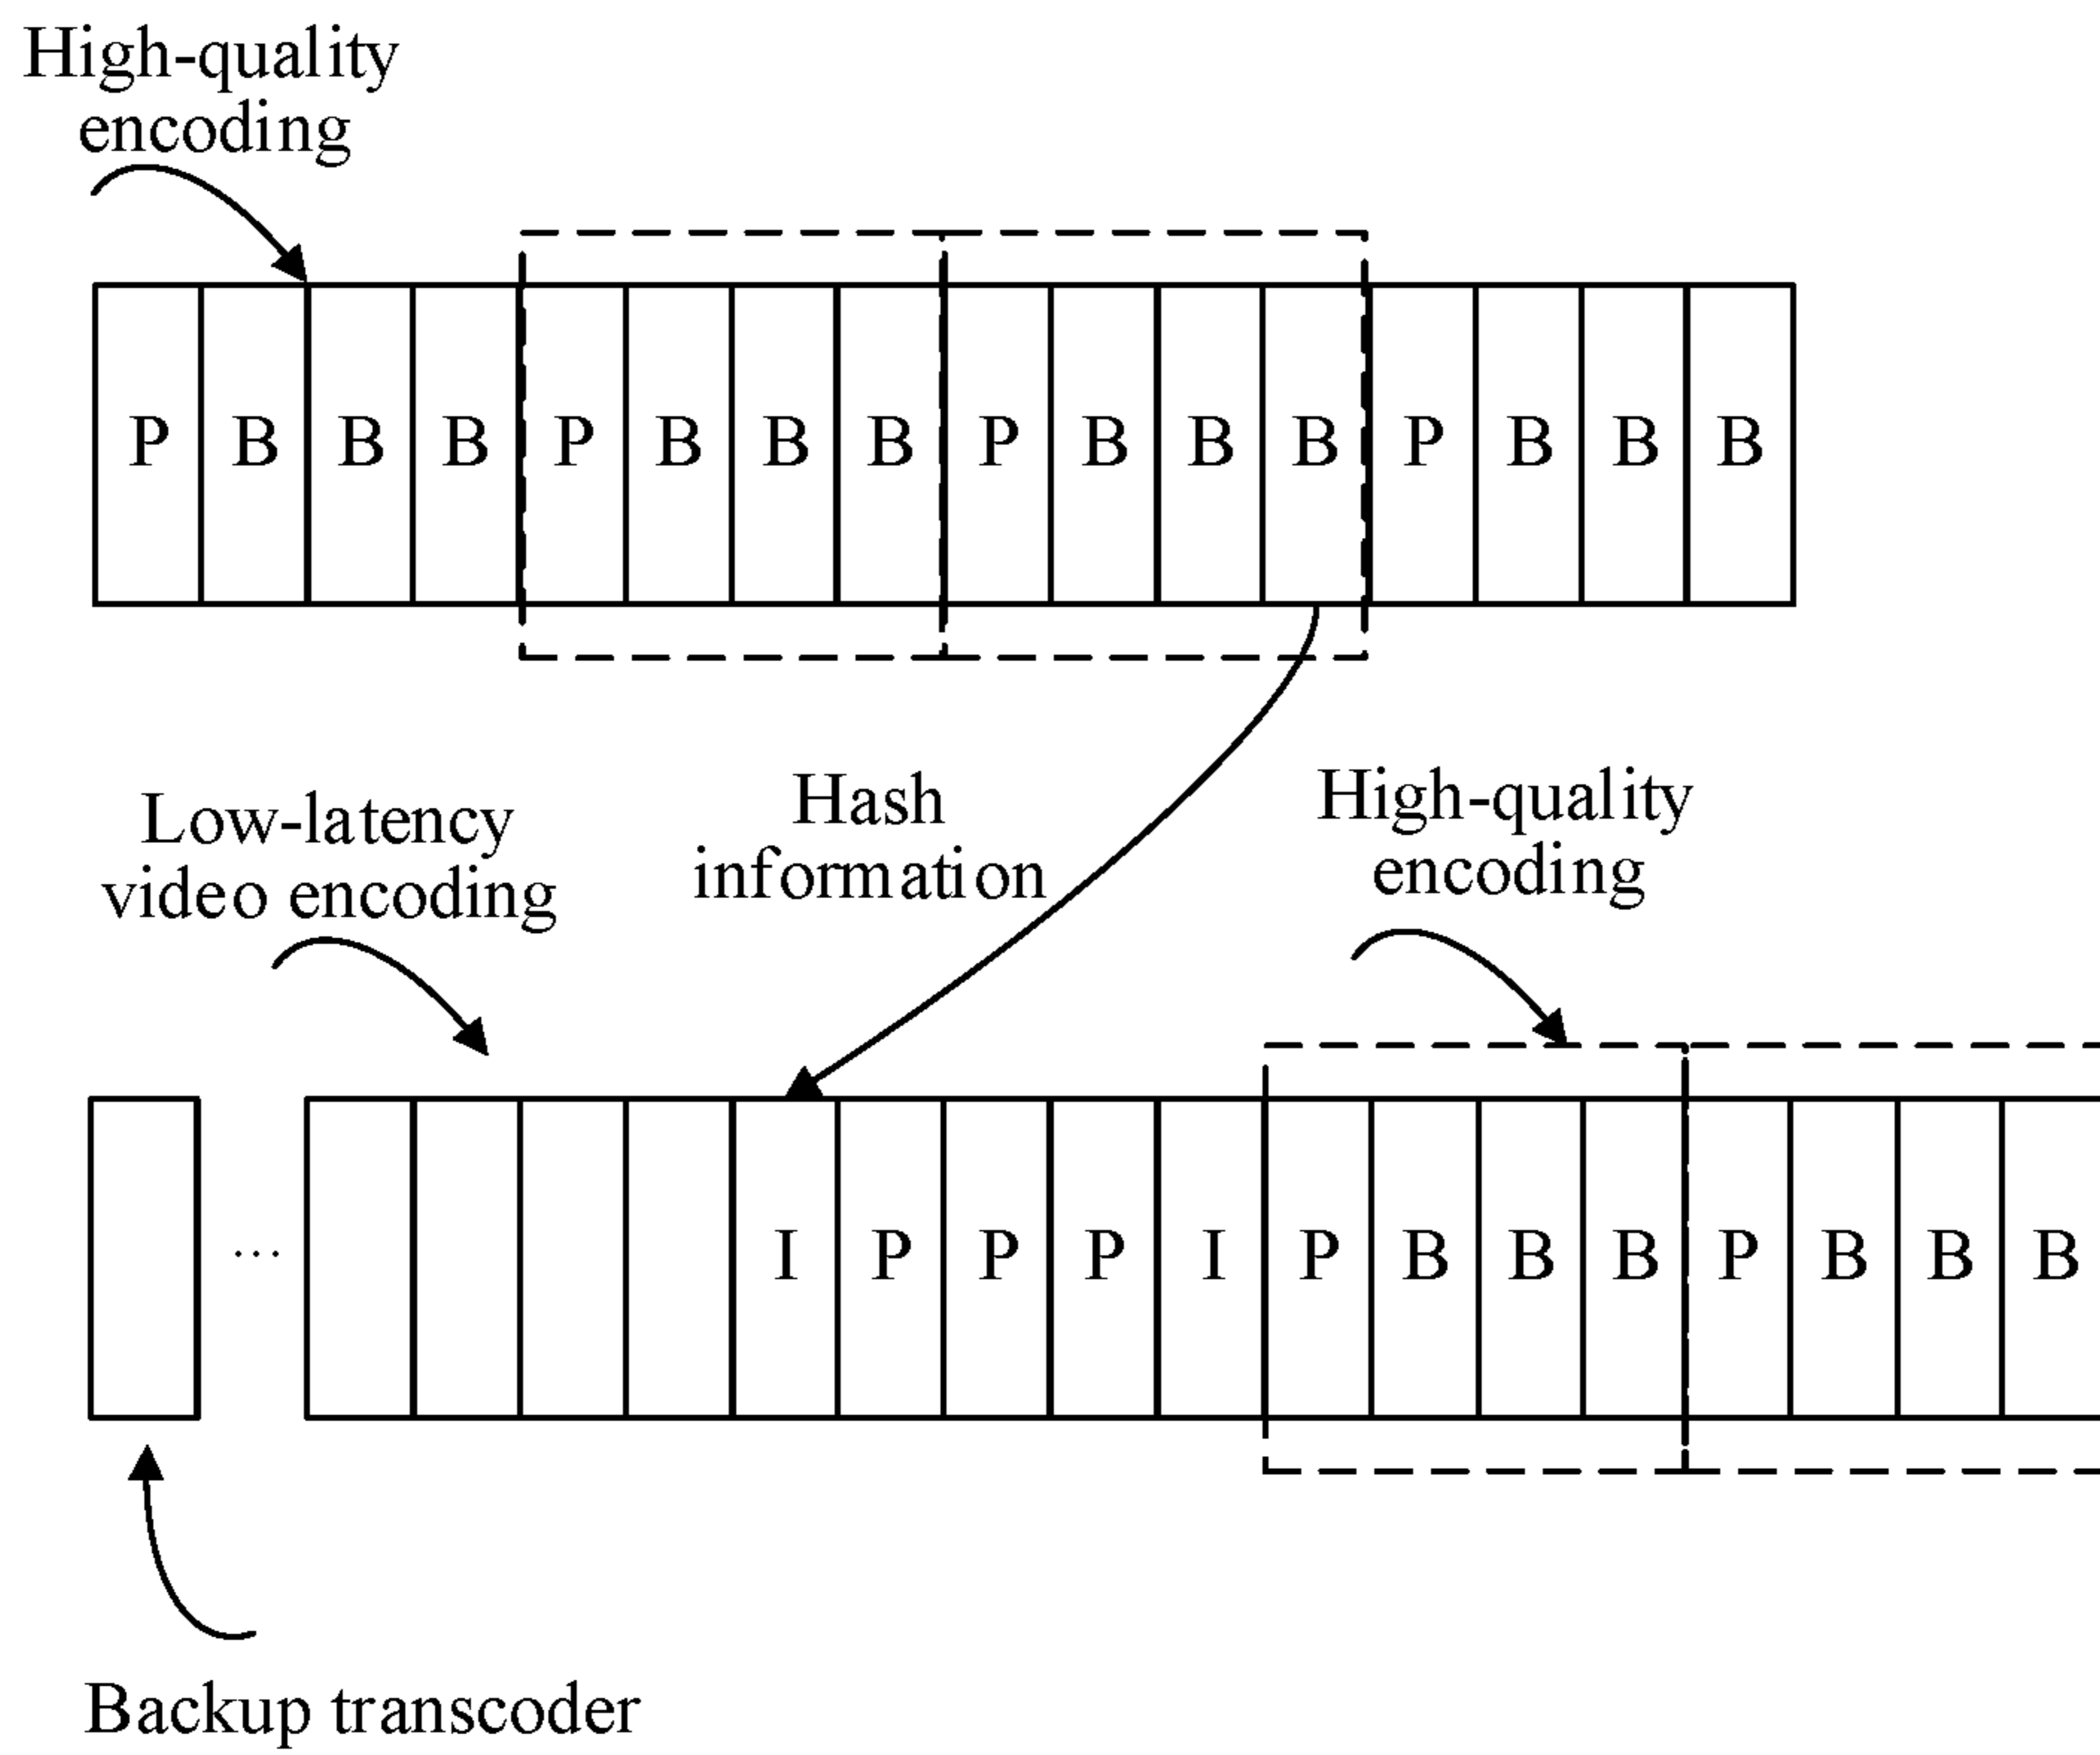 High-quality
encoding
P B B B P B B B P B B B P B B B
Low-latency
video encoding
Hash
information
High-quality
encoding
... I P P P I P B B B P B B B
Backup transcoder